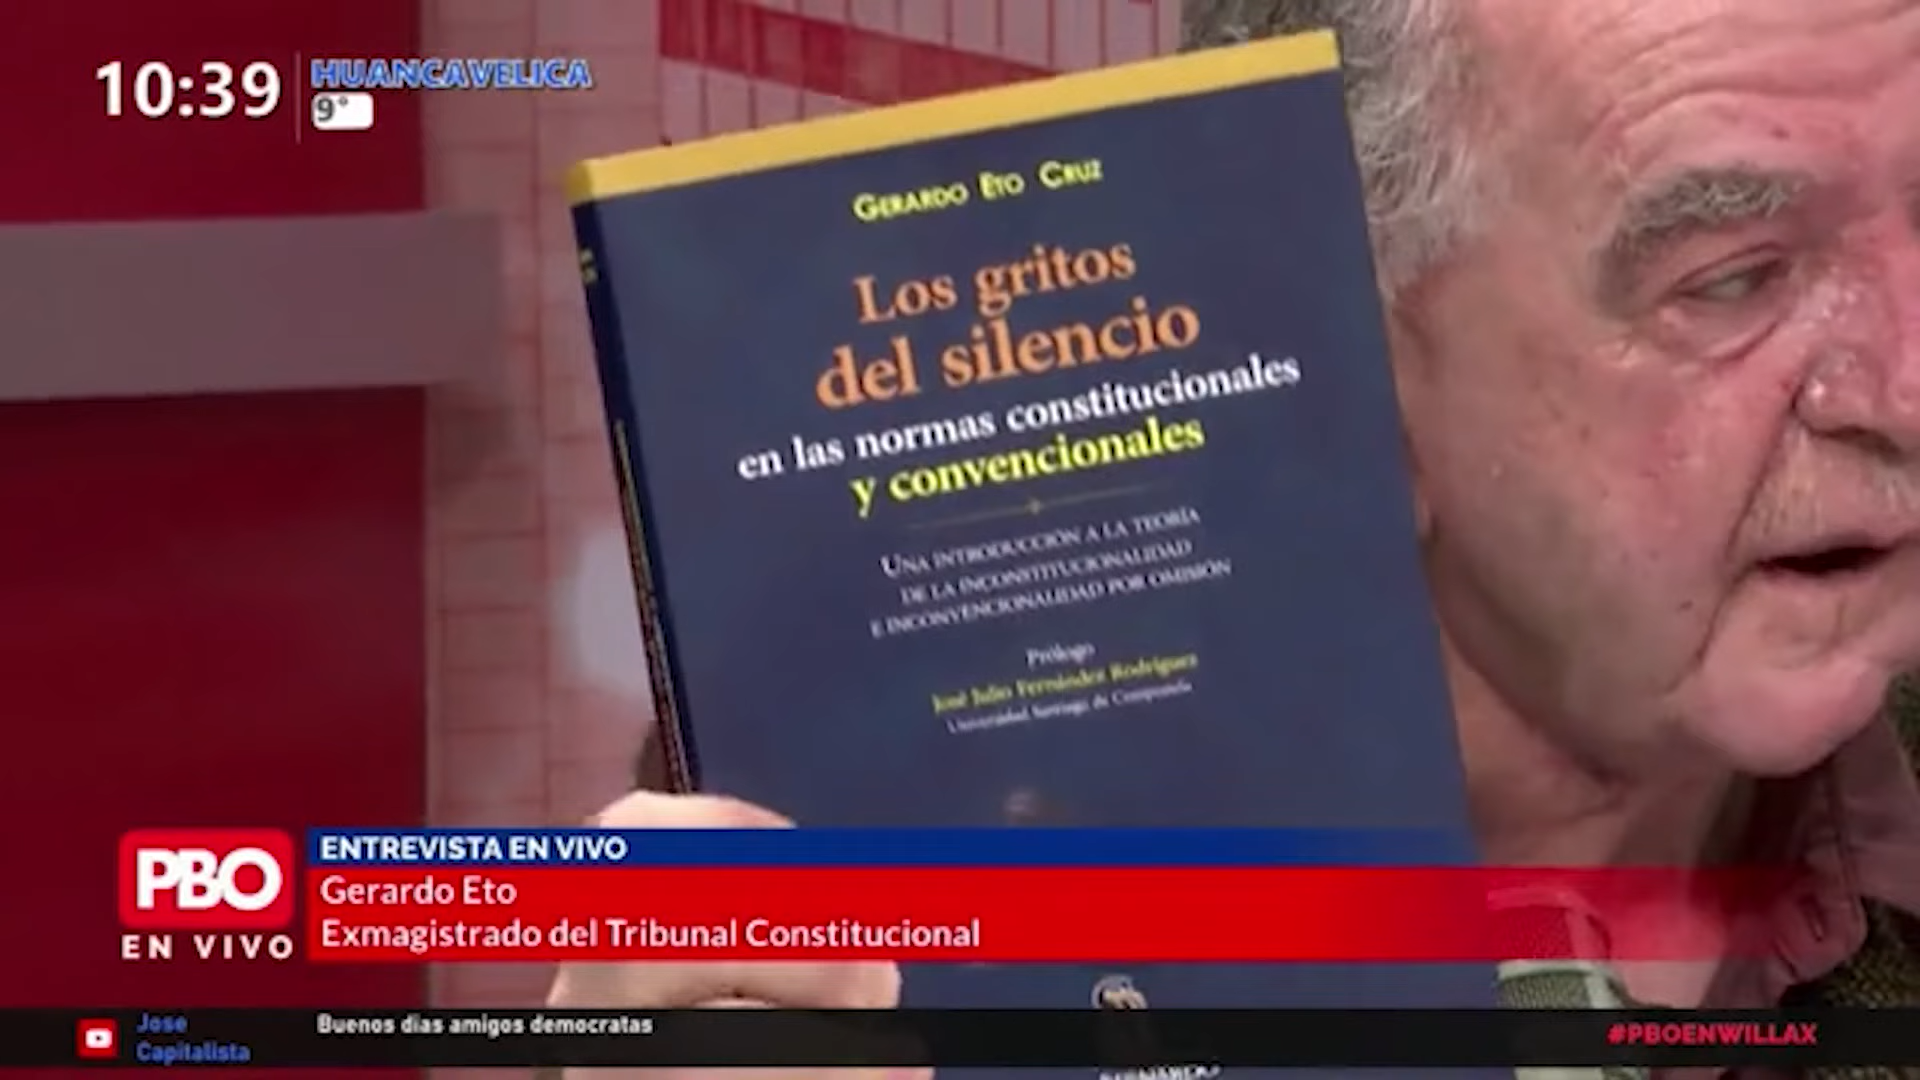 10:39
HUANCAVELICA
9°
GERARDO ETO CRUZ
Los gritos
del silencio
en las normas constitucionales
y convencionales
UNA INTRODUCCIÓN A LA TEORÍA
DE LA INCONSTITUCIONALIDAD
E INCONVENCIONALIDAD POR OMISIÓN
Prólogo
José Julio Fernández Rodríguez
Universidad Santiago de Compostela
PBO
EN VIVO
ENTREVISTA EN VIVO
Gerardo Eto
Exmagistrado del Tribunal Constitucional
Jose
Capitalista
Buenos dias amigos democratas
#PBOENWILLAX